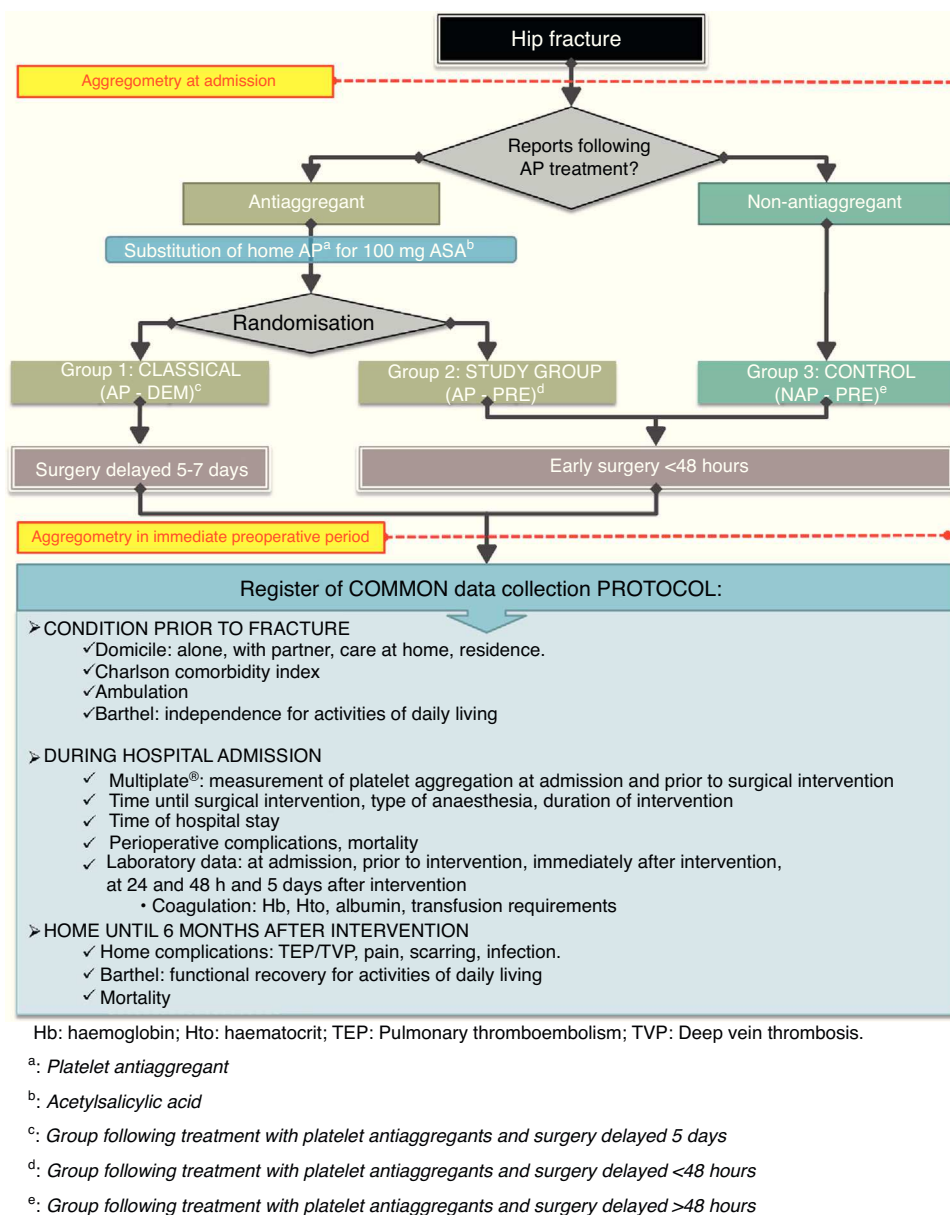 Hip fracture
Aggregometry at admission
Reports following
AP treatment?
Antiaggregant
Non-antiaggregant
Substitution of home APᵃ for 100 mg ASAᵇ
Randomisation
Group 1: CLASSICAL
(AP - DEM)ᶜ
Group 2: STUDY GROUP
(AP - PRE)ᵈ
Group 3: CONTROL
(NAP - PRE)ᵉ
Surgery delayed 5-7 days
Early surgery <48 hours
Aggregometry in immediate preoperative period
Register of COMMON data collection PROTOCOL:
➢ CONDITION PRIOR TO FRACTURE
✓Domicile: alone, with partner, care at home, residence.
✓Charlson comorbidity index
✓Ambulation
✓Barthel: independence for activities of daily living
➢ DURING HOSPITAL ADMISSION
✓ Multiplate®: measurement of platelet aggregation at admission and prior to surgical intervention
✓ Time until surgical intervention, type of anaesthesia, duration of intervention
✓ Time of hospital stay
✓ Perioperative complications, mortality
✓ Laboratory data: at admission, prior to intervention, immediately after intervention,
at 24 and 48 h and 5 days after intervention
• Coagulation: Hb, Hto, albumin, transfusion requirements
➢ HOME UNTIL 6 MONTHS AFTER INTERVENTION
✓ Home complications: TEP/TVP, pain, scarring, infection.
✓ Barthel: functional recovery for activities of daily living
✓ Mortality
Hb: haemoglobin; Hto: haematocrit; TEP: Pulmonary thromboembolism; TVP: Deep vein thrombosis.
ᵃ: Platelet antiaggregant
ᵇ: Acetylsalicylic acid
ᶜ: Group following treatment with platelet antiaggregants and surgery delayed 5 days
ᵈ: Group following treatment with platelet antiaggregants and surgery delayed <48 hours
ᵉ: Group following treatment with platelet antiaggregants and surgery delayed >48 hours